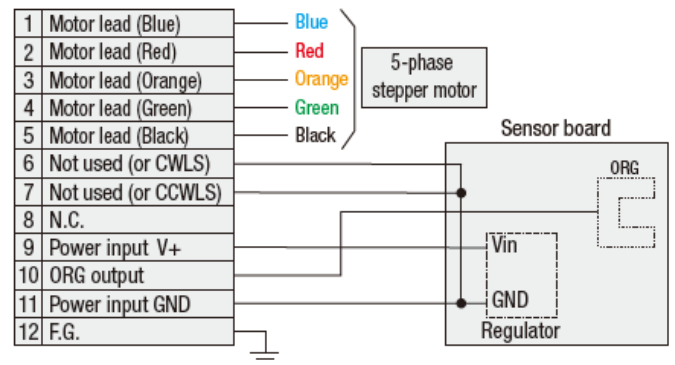 1 Motor lead (Blue) Blue
2 Motor lead (Red) Red
3 Motor lead (Orange) Orange
4 Motor lead (Green) Green
5 Motor lead (Black) Black
5-phase
stepper motor
6 Not used (or CWLS)
7 Not used (or CCWLS)
8 N.C.
9 Power input V+
10 ORG output
11 Power input GND
12 F.G.
Sensor board
ORG
Vin
GND
Regulator